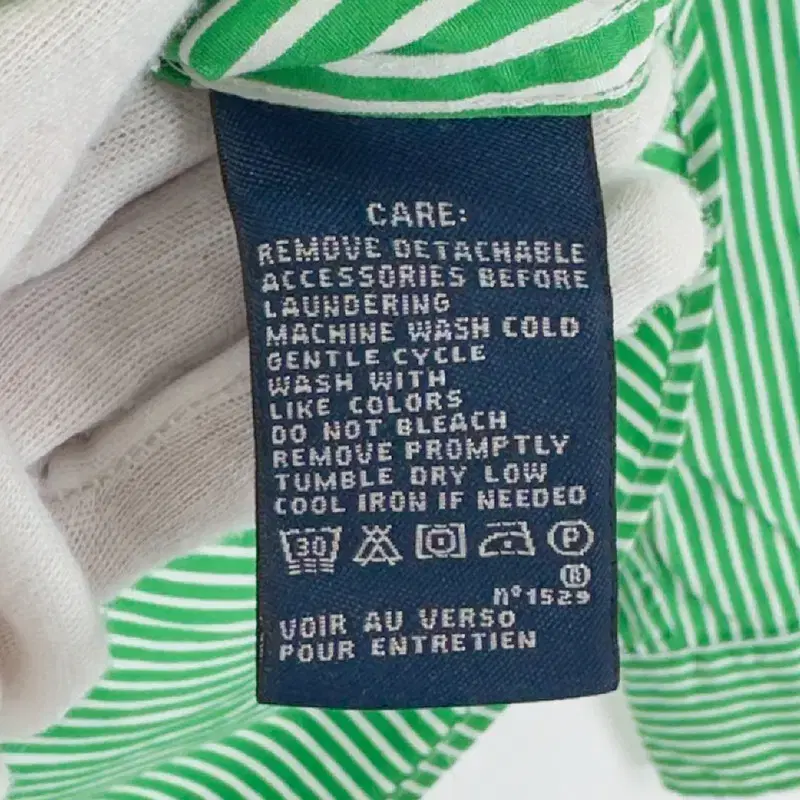 CARE:
REMOVE DETACHABLE
ACCESSORIES BEFORE
LAUNDERING
MACHINE WASH COLD
GENTLE CYCLE
WASH WITH
LIKE COLORS
DO NOT BLEACH
REMOVE PROMPTLY
TUMBLE DRY LOW
COOL IRON IF NEEDED
30 P
R
n°1529
VOIR AU VERSO
POUR ENTRETIEN